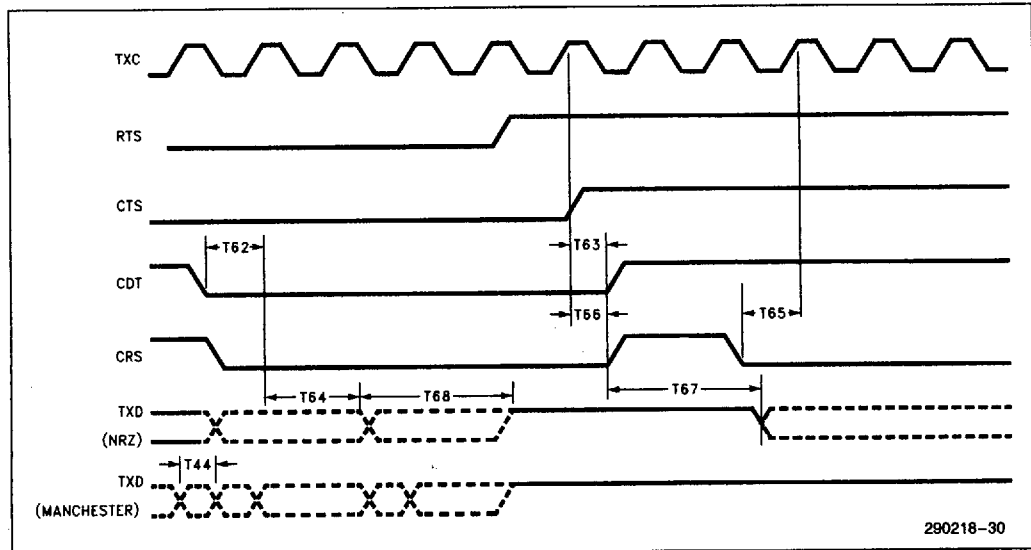 TXC
RTS
CTS
T62
T63
CDT
T66
T65
CRS
T64
T68
T67
TXD
(NRZ)
T44
TXD
(MANCHESTER)
290218–30